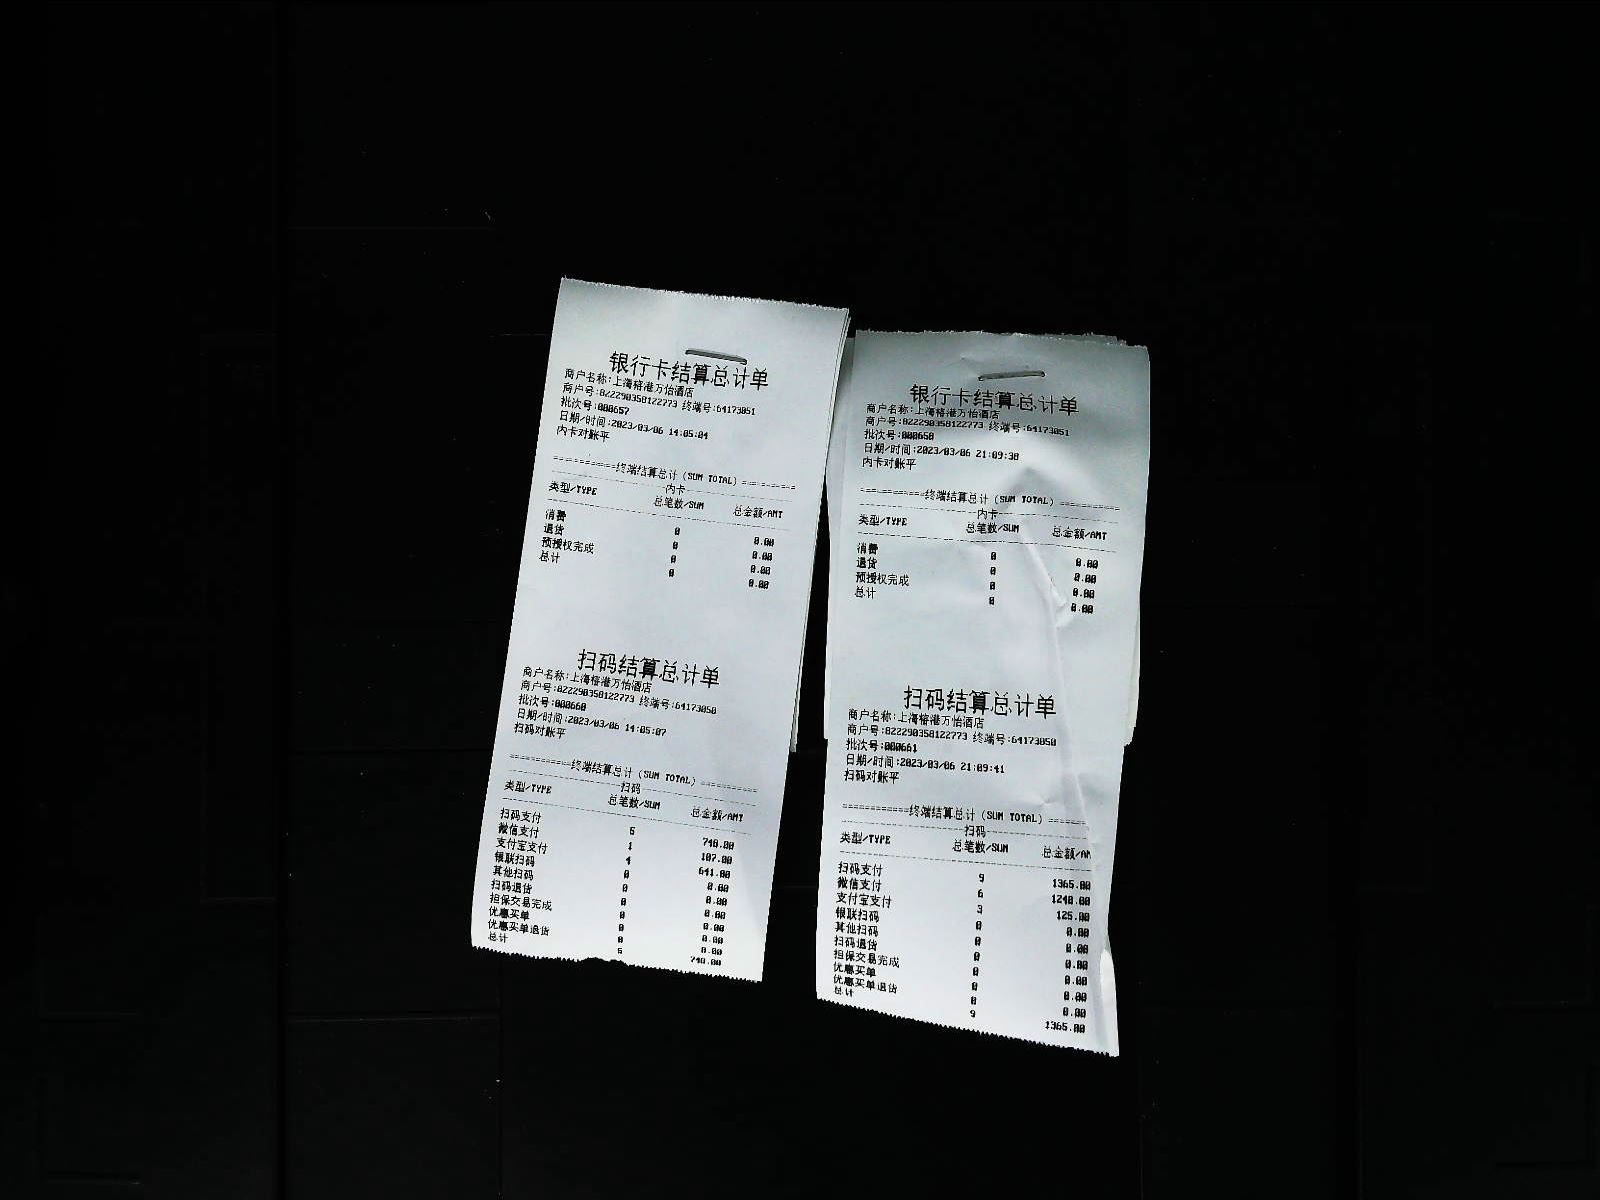 银行卡结算总计单
商户名称:上海榕港万怡酒店
商户号:822290358122773 终端号:64173051
批次号:000657
日期/时间:2023/03/06 14:05:04
内卡对账平
===========终端结算总计(SUM TOTAL)===========
内卡
类型/TYPE 总笔数/SUM 总金额/AMT
消费 0 0.00
退货 0 0.00
预授权完成 0 0.00
总计 0 0.00
扫码结算总计单
商户名称:上海榕港万怡酒店
商户号:822290358122773 终端号:64173050
批次号:000660
日期/时间:2023/03/06 14:05:07
扫码对账平
===========终端结算总计(SUM TOTAL)===========
扫码
类型/TYPE 总笔数/SUM 总金额/AMT
扫码支付 5 748.00
微信支付 1 107.00
支付宝支付 4 641.00
银联扫码 0 0.00
其他扫码 0 0.00
扫码退货 0 0.00
担保交易完成 0 0.00
优惠买单 0 0.00
优惠买单退货 0 0.00
总计 5 748.00
银行卡结算总计单
商户名称:上海榕港万怡酒店
商户号:822290358122773 终端号:64173051
批次号:000658
日期/时间:2023/03/06 21:09:38
内卡对账平
===========终端结算总计(SUM TOTAL)===========
内卡
类型/TYPE 总笔数/SUM 总金额/AMT
消费 0 0.00
退货 0 0.00
预授权完成 0 0.00
总计 0 0.00
扫码结算总计单
商户名称:上海榕港万怡酒店
商户号:822290358122773 终端号:64173050
批次号:000661
日期/时间:2023/03/06 21:09:41
扫码对账平
===========终端结算总计(SUM TOTAL)===========
扫码
类型/TYPE 总笔数/SUM 总金额/AM
扫码支付 9 1365.00
微信支付 6 1240.00
支付宝支付 3 125.00
银联扫码 0 0.00
其他扫码 0 0.00
扫码退货 0 0.00
担保交易完成 0 0.00
优惠买单 0 0.00
优惠买单退货 0 0.00
总计 9 1365.00